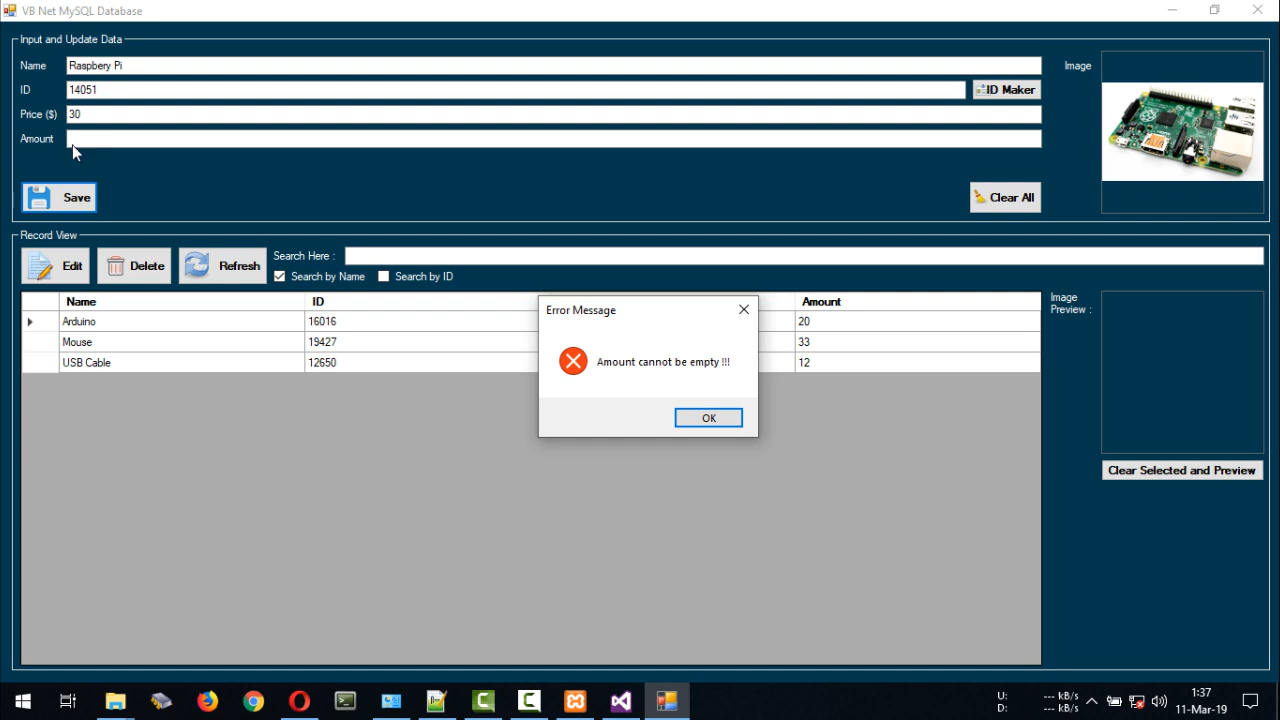 VB Net MySQL Database
Input and Update Data
Name Raspbery Pi Image
ID 14051 ID Maker
Price ($) 30
Amount
Save Clear All
Record View
Edit Delete Refresh
Search Here :
Search by Name Search by ID
Name ID Amount
Arduino 16016 20
Mouse 19427 33
USB Cable 12650 12
Image
Preview :
Clear Selected and Preview
Error Message
Amount cannot be empty !!!
OK
U: --- kB/s
D: --- kB/s
1:37
11-Mar-19